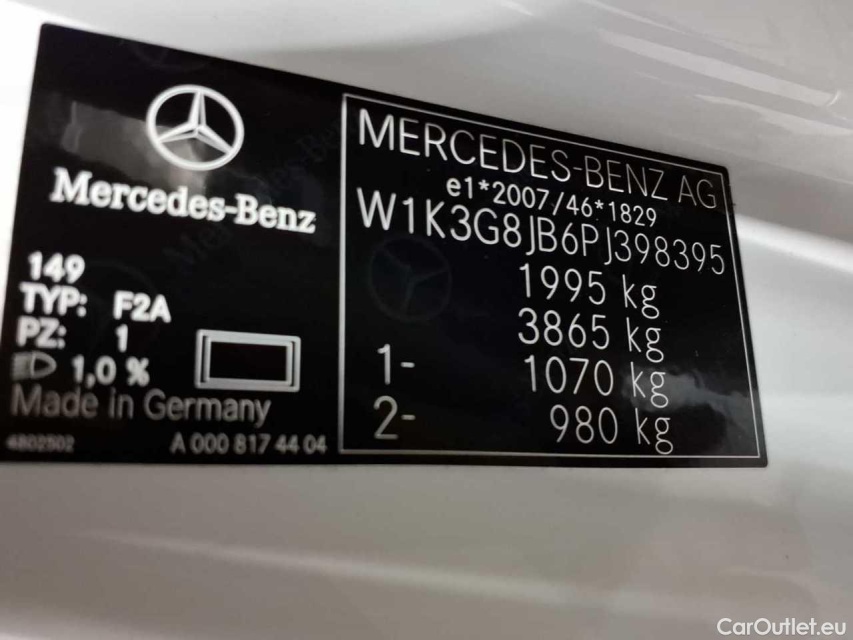 Mercedes-Benz
149
TYP: F2A
PZ: 1
1,0 %
Made in Germany
4802502
A 000 817 44 04
MERCEDES-BENZ AG
e1*2007/46*1829
W1K3G8JB6PJ398395
1995 kg
3865 kg
1- 1070 kg
2- 980 kg
CarOutlet.eu